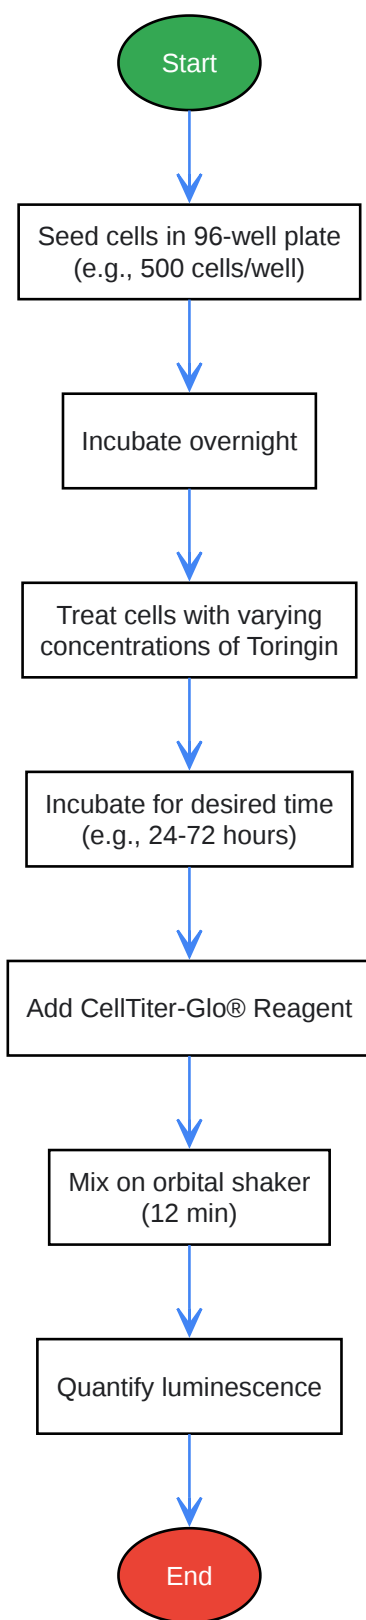 Start
Seed cells in 96-well plate
(e.g., 500 cells/well)
Incubate overnight
Treat cells with varying
concentrations of Toringin
Incubate for desired time
(e.g., 24-72 hours)
Add CellTiter-Glo® Reagent
Mix on orbital shaker
(12 min)
Quantify luminescence
End